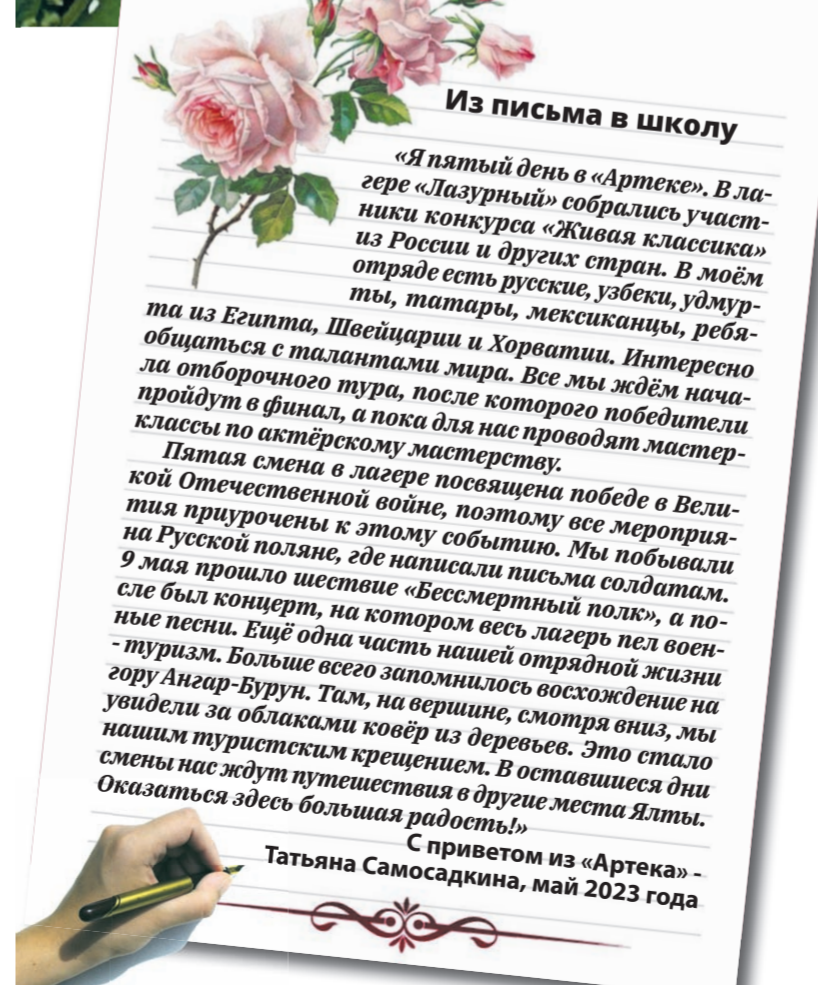 Из письма в школу
«Я пятый день в «Артеке». В ла-
гере «Лазурный» собрались участ-
ники конкурса «Живая классика»
из России и других стран. В моём
отряде есть русские, узбеки, удмур-
ты, татары, мексиканцы, ребя-
та из Египта, Швейцарии и Хорватии. Интересно
общаться с талантами мира. Все мы ждём нача-
ла отборочного тура, после которого победители
пройдут в финал, а пока для нас проводят мастер-
классы по актёрскому мастерству.
Пятая смена в лагере посвящена победе в Вели-
кой Отечественной войне, поэтому все мероприя-
тия приурочены к этому событию. Мы побывали
на Русской поляне, где написали письма солдатам.
9 мая прошло шествие «Бессмертный полк», а по-
сле был концерт, на котором весь лагерь пел воен-
ные песни. Ещё одна часть нашей отрядной жизни
- туризм. Больше всего запомнилось восхождение на
гору Ангар-Бурун. Там, на вершине, смотря вниз, мы
увидели за облаками ковёр из деревьев. Это стало
нашим туристским крещением. В оставшиеся дни
смены нас ждут путешествия в другие места Ялты.
Оказаться здесь большая радость!»
С приветом из «Артека» -
Татьяна Самосадкина, май 2023 года